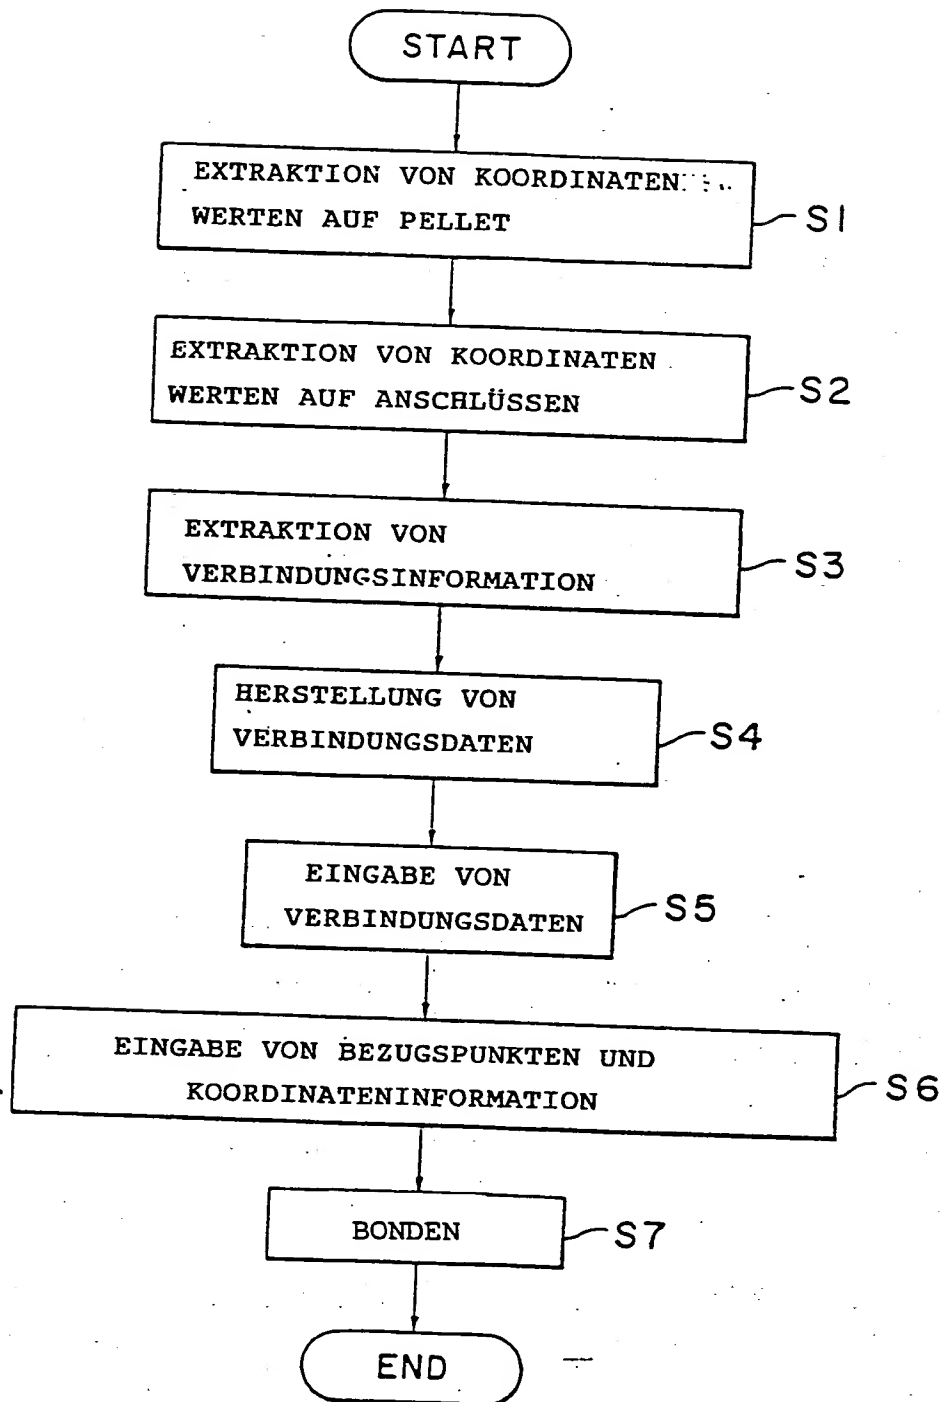 START
EXTRAKTION VON KOORDINATEN
WERTEN AUF PELLET
S1
EXTRAKTION VON KOORDINATEN
WERTEN AUF ANSCHLÜSSEN
S2
EXTRAKTION VON
VERBINDUNGSINFORMATION
S3
HERSTELLUNG VON
VERBINDUNGSDATEN
S4
EINGABE VON
VERBINDUNGSDATEN
S5
EINGABE VON BEZUGSPUNKTEN UND
KOORDINATENINFORMATION
S6
BONDEN
S7
END